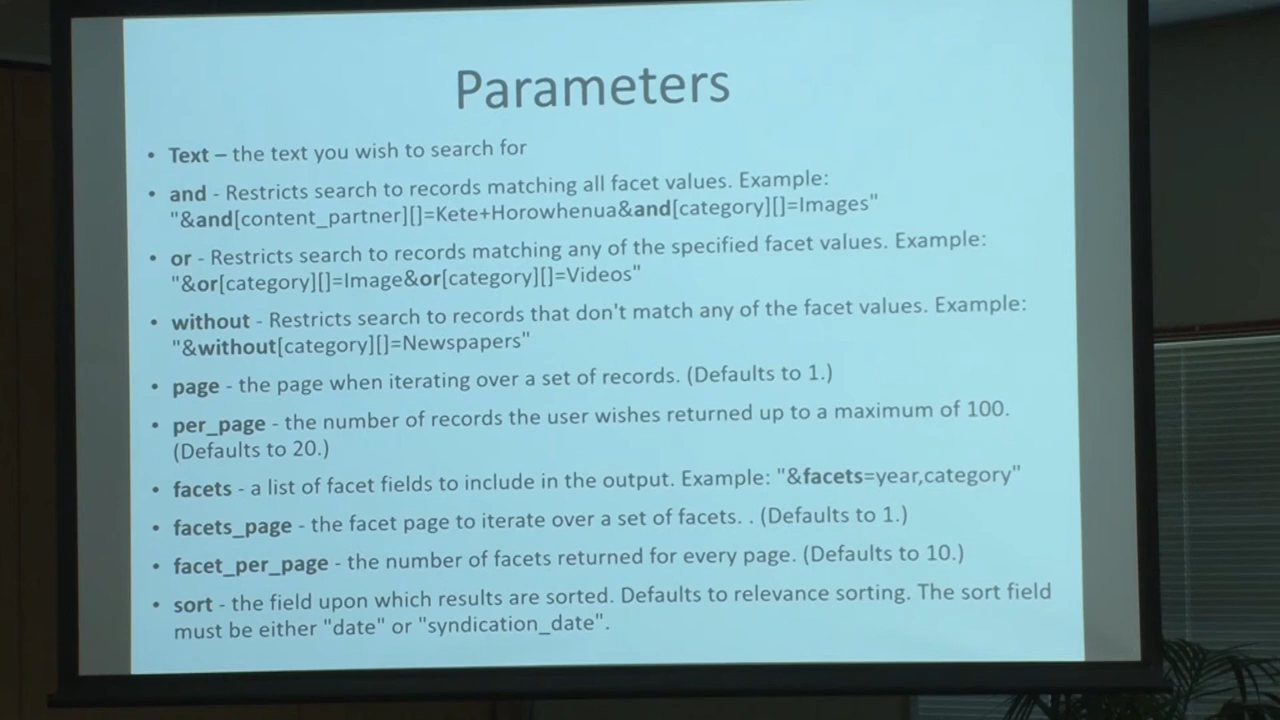 Parameters
• Text – the text you wish to search for
• and - Restricts search to records matching all facet values. Example:
"&and[content_partner][]=Kete+Horowhenua&and[category][]=Images"
• or - Restricts search to records matching any of the specified facet values. Example:
"&or[category][]=Image&or[category][]=Videos"
• without - Restricts search to records that don't match any of the facet values. Example:
"&without[category][]=Newspapers"
• page - the page when iterating over a set of records. (Defaults to 1.)
• per_page - the number of records the user wishes returned up to a maximum of 100.
(Defaults to 20.)
• facets - a list of facet fields to include in the output. Example: "&facets=year,category"
• facets_page - the facet page to iterate over a set of facets. . (Defaults to 1.)
• facet_per_page - the number of facets returned for every page. (Defaults to 10.)
• sort - the field upon which results are sorted. Defaults to relevance sorting. The sort field
must be either "date" or "syndication_date".